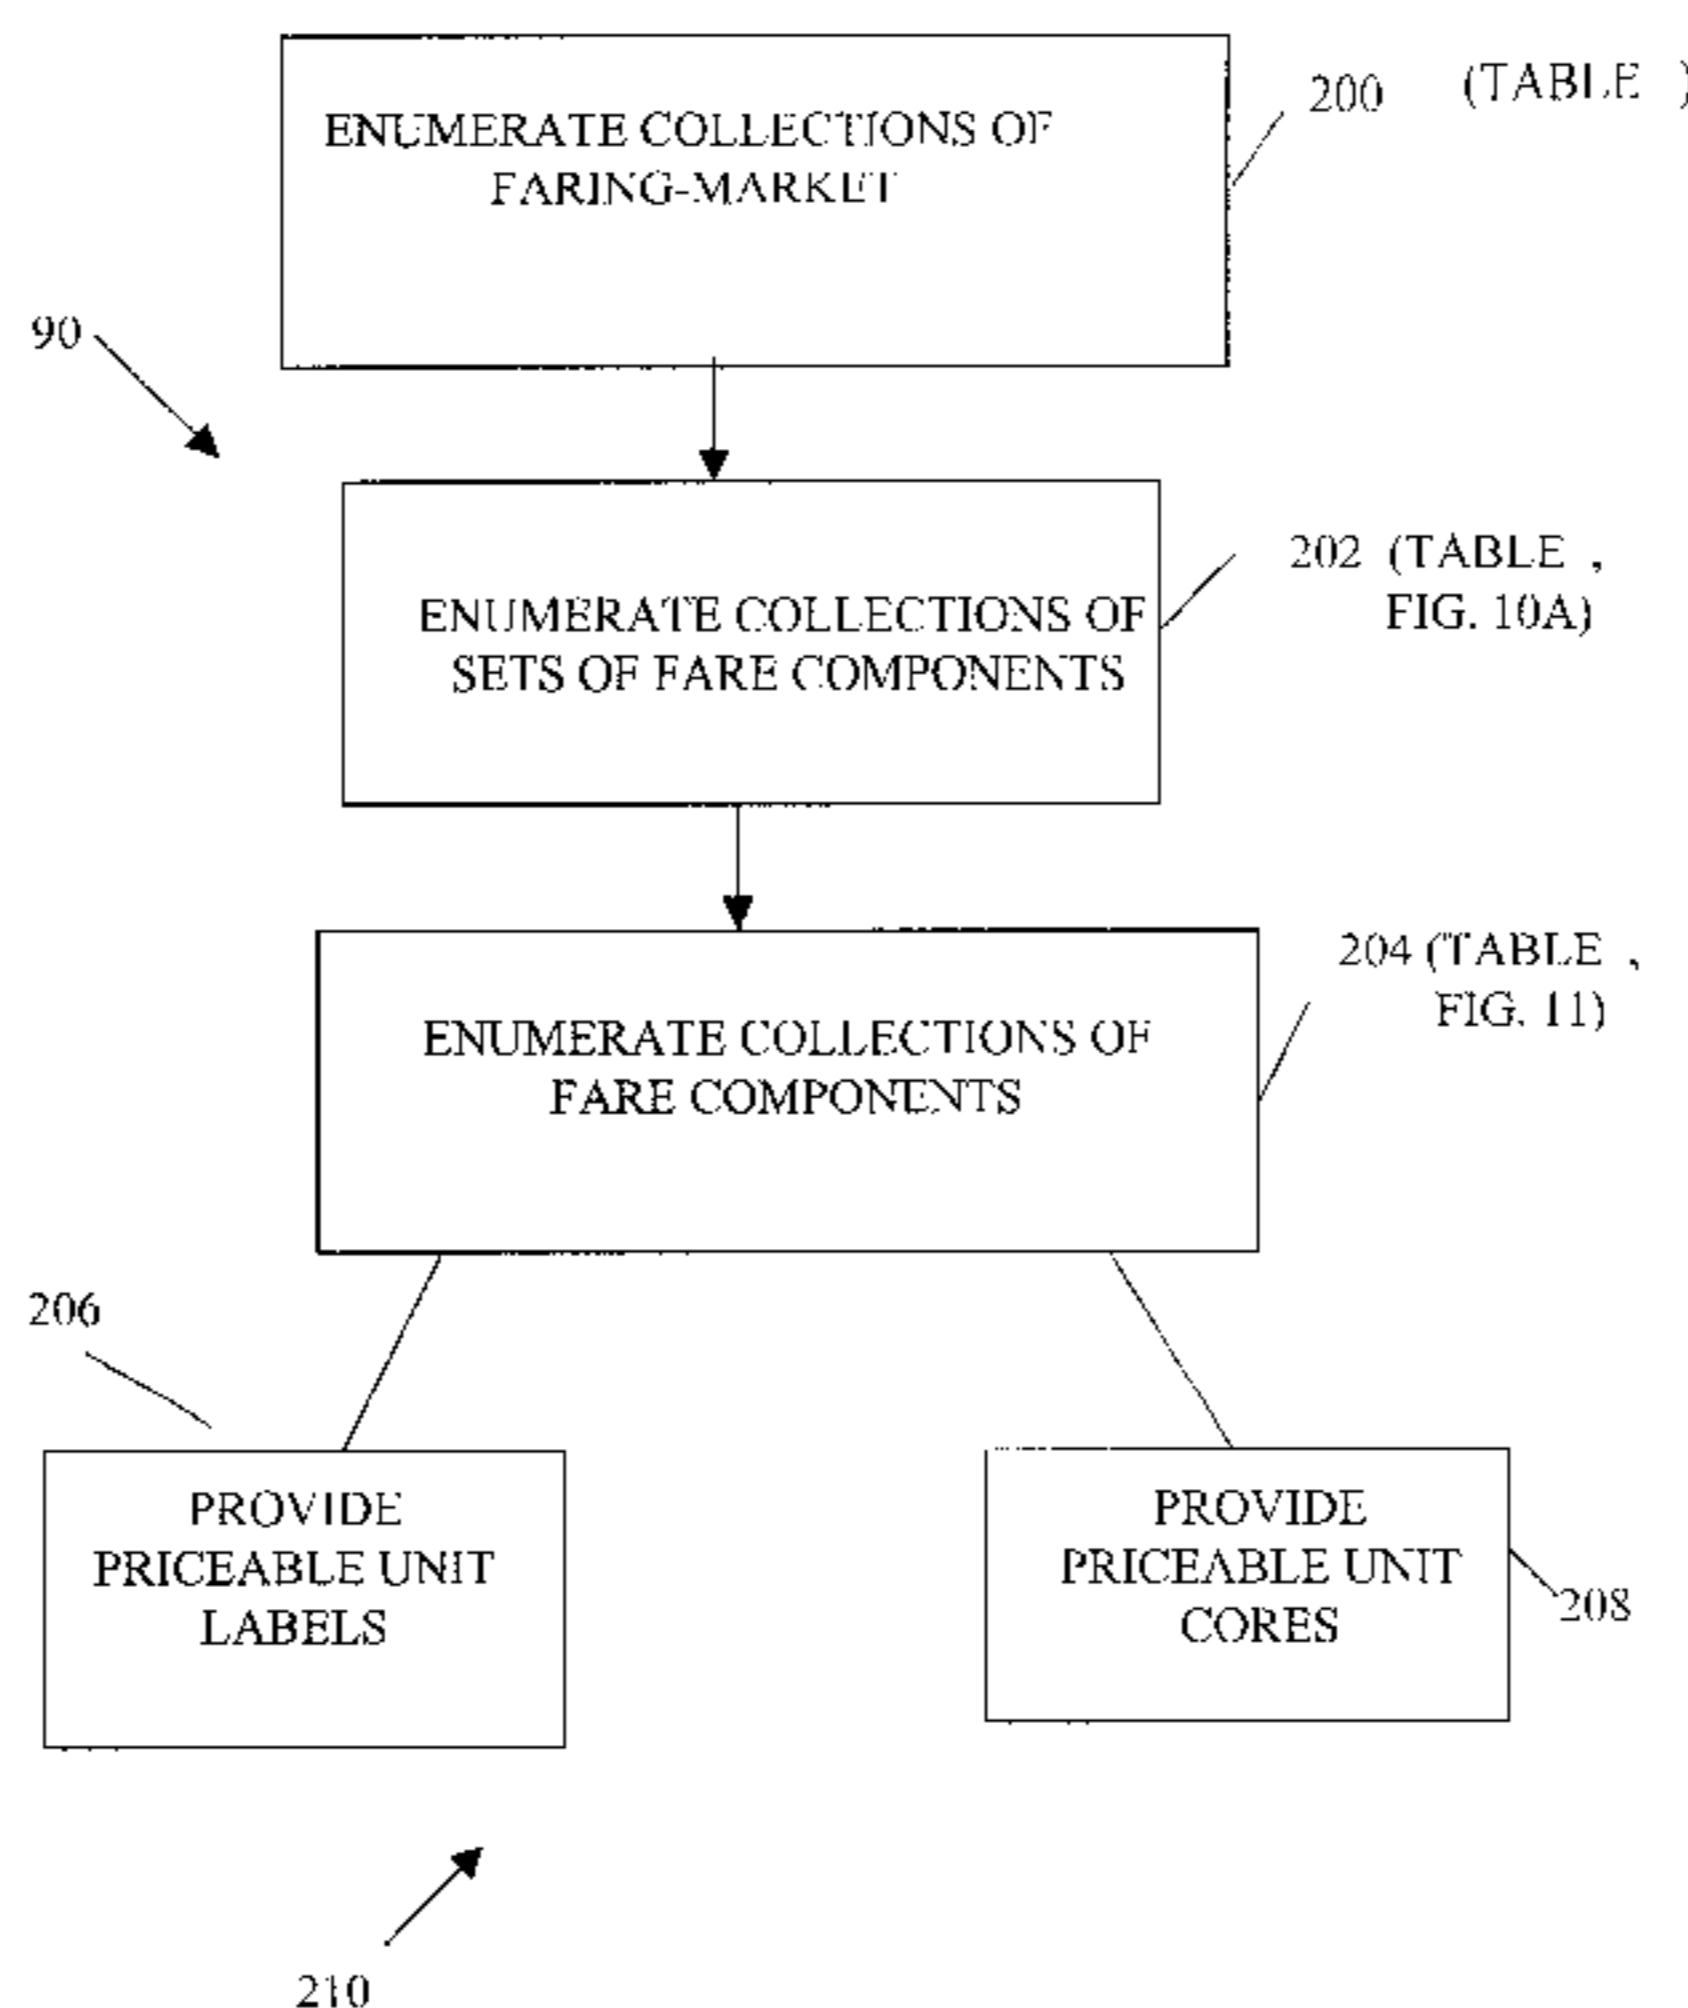 ENUMERATE COLLECTIONS OF
FARING-MARKET
200 (TABLE )
90
ENUMERATE COLLECTIONS OF
SETS OF FARE COMPONENTS
202 (TABLE ,
FIG. 10A)
ENUMERATE COLLECTIONS OF
FARE COMPONENTS
204 (TABLE ,
FIG. 11)
206
PROVIDE
PRICEABLE UNIT
LABELS
PROVIDE
PRICEABLE UNIT
CORES
208
210